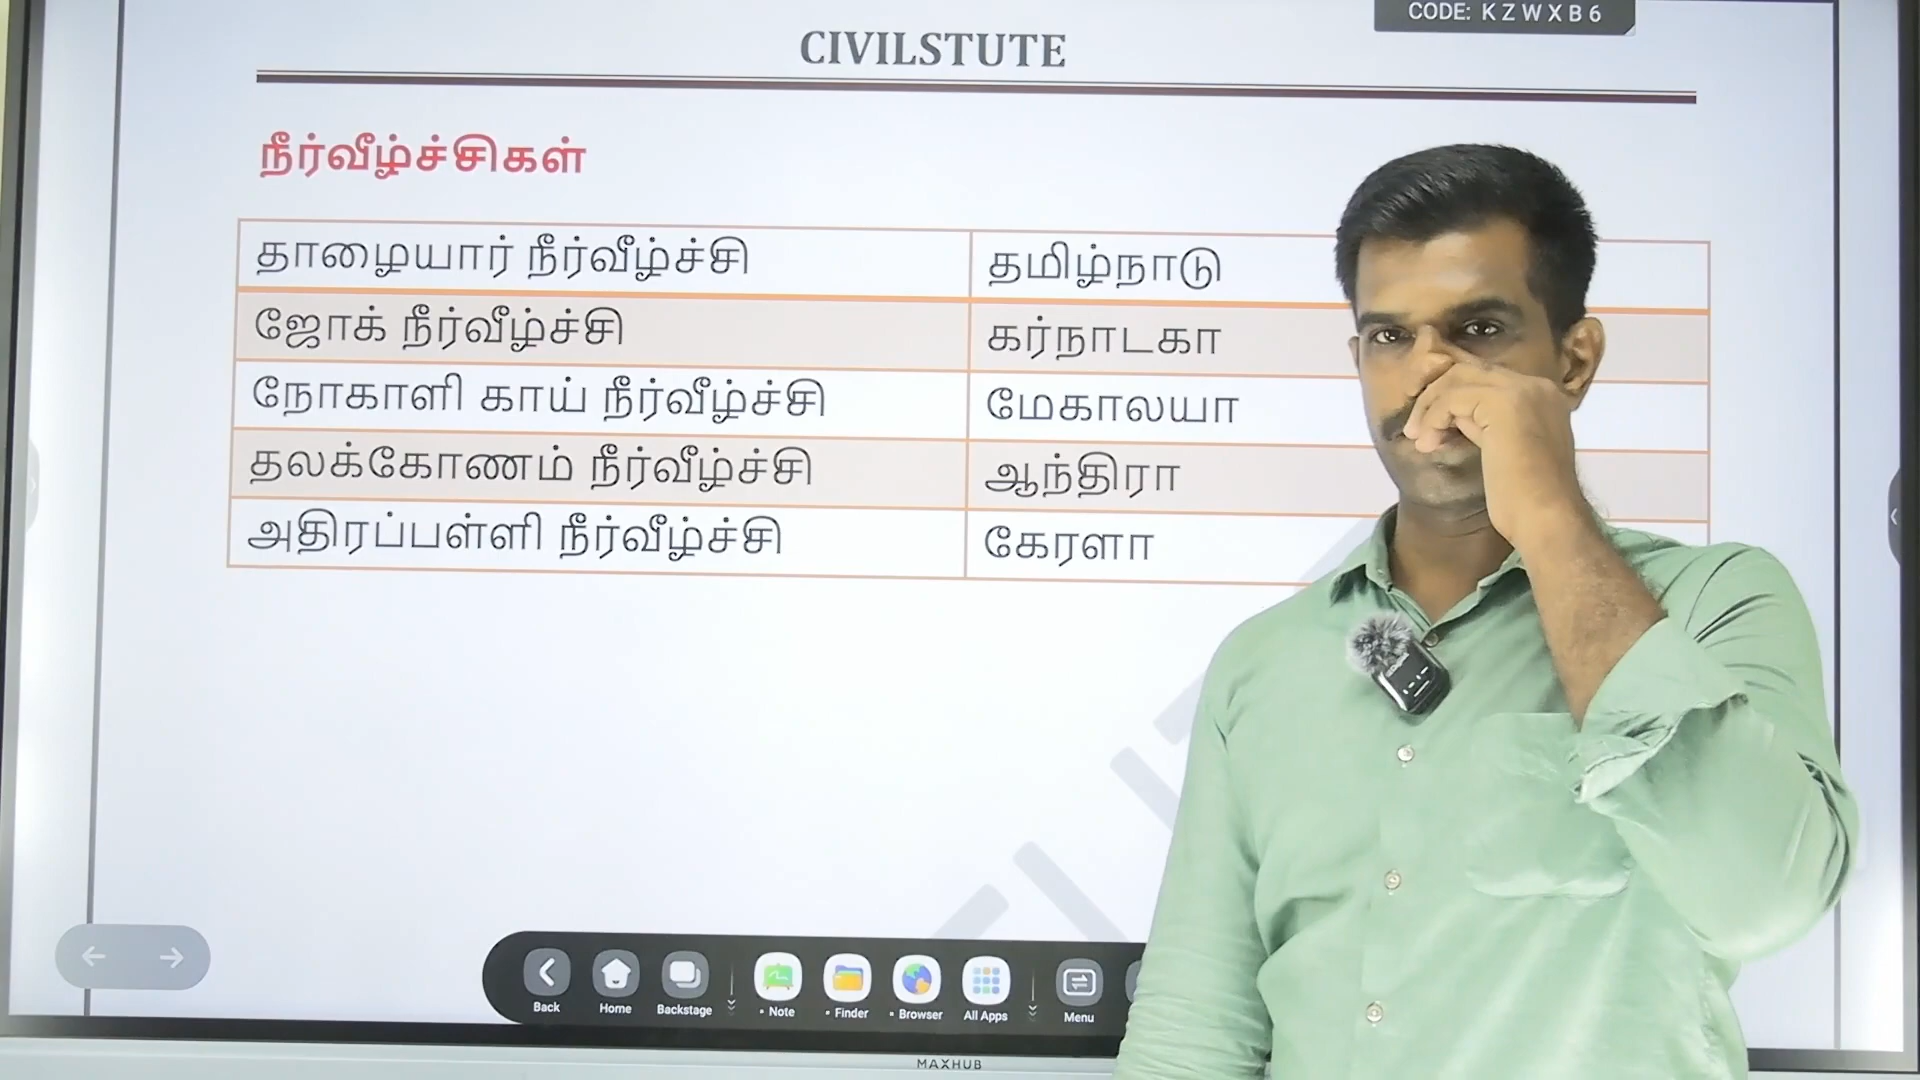 CODE: KZWXB6
CIVILSTUTE
நீர்வீழ்ச்சிகள்
தாழையார் நீர்வீழ்ச்சி தமிழ்நாடு
ஜோக் நீர்வீழ்ச்சி கர்நாடகா
நோகாளி காய் நீர்வீழ்ச்சி மேகாலயா
தலக்கோணம் நீர்வீழ்ச்சி ஆந்திரா
அதிரப்பள்ளி நீர்வீழ்ச்சி கேரளா
Back Home Backstage Note Finder Browser All Apps Menu
MAXHUB